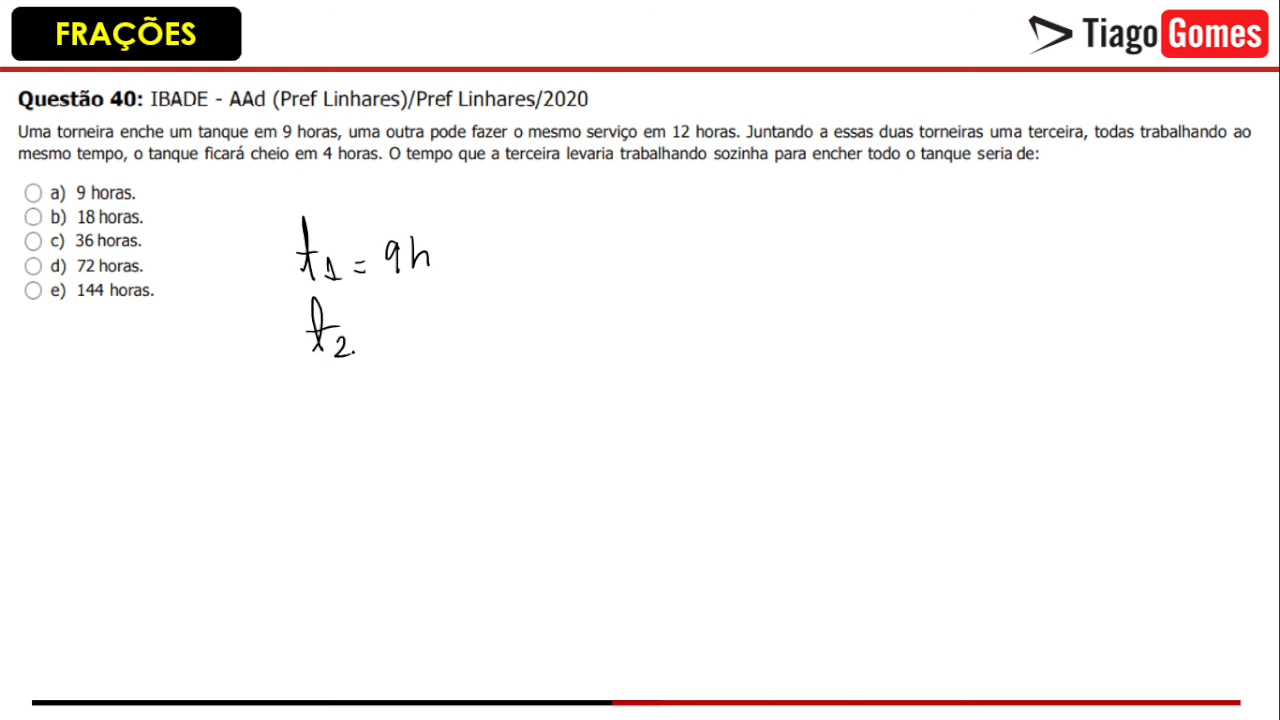 FRAÇÕES
Tiago Gomes
Questão 40: IBADE - AAd (Pref Linhares)/Pref Linhares/2020
Uma torneira enche um tanque em 9 horas, uma outra pode fazer o mesmo serviço em 12 horas. Juntando a essas duas torneiras uma terceira, todas trabalhando ao
mesmo tempo, o tanque ficará cheio em 4 horas. O tempo que a terceira levaria trabalhando sozinha para encher todo o tanque seria de:
a) 9 horas.
b) 18 horas.
c) 36 horas.
d) 72 horas.
e) 144 horas.
t1 = 9h
t2